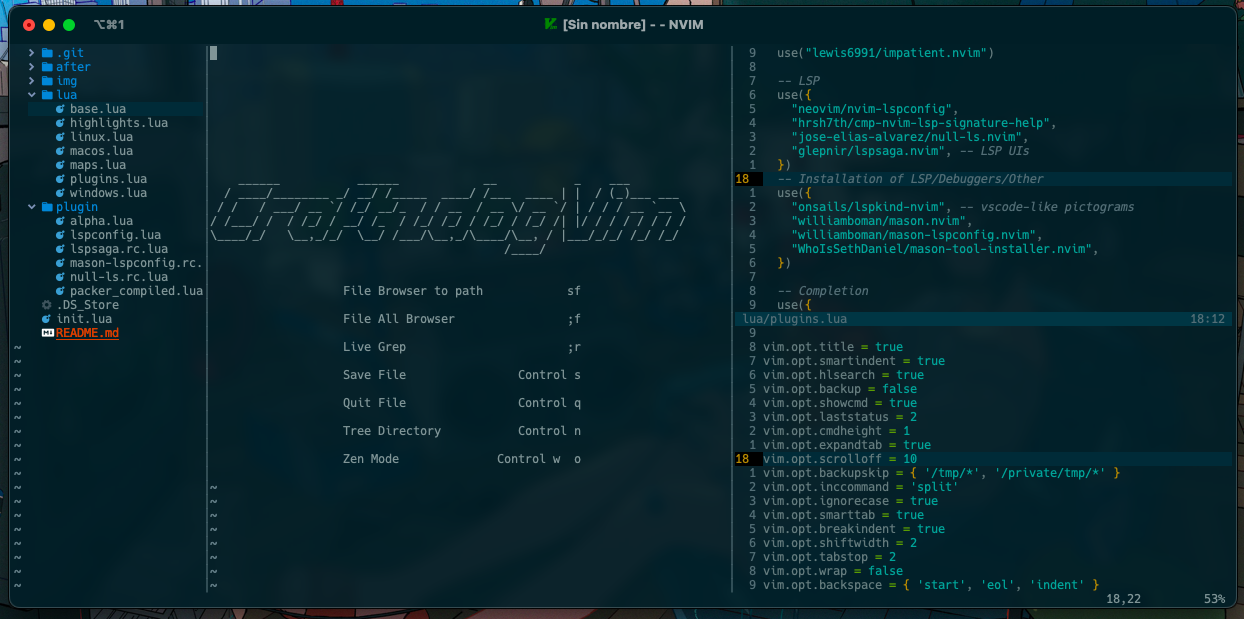 ⌥⌘1
[Sin nombre] - - NVIM
.git
after
img
lua
base.lua
highlights.lua
linux.lua
macos.lua
maps.lua
plugins.lua
windows.lua
plugin
alpha.lua
lspconfig.lua
lspsaga.rc.lua
mason-lspconfig.rc.
null-ls.rc.lua
packer_compiled.lua
.DS_Store
init.lua
README.md
File Browser to path sf
File All Browser ;f
Live Grep ;r
Save File Control s
Quit File Control q
Tree Directory Control n
Zen Mode Control w o
9 use("lewis6991/impatient.nvim")
8
7 -- LSP
6 use({
5 "neovim/nvim-lspconfig",
4 "hrsh7th/cmp-nvim-lsp-signature-help",
3 "jose-elias-alvarez/null-ls.nvim",
2 "glepnir/lspsaga.nvim", -- LSP UIs
1 })
18 -- Installation of LSP/Debuggers/Other
1 use({
2 "onsails/lspkind-nvim", -- vscode-like pictograms
3 "williamboman/mason.nvim",
4 "williamboman/mason-lspconfig.nvim",
5 "WhoIsSethDaniel/mason-tool-installer.nvim",
6 })
7
8 -- Completion
9 use({
lua/plugins.lua 18:12
9
8 vim.opt.title = true
7 vim.opt.smartindent = true
6 vim.opt.hlsearch = true
5 vim.opt.backup = false
4 vim.opt.showcmd = true
3 vim.opt.laststatus = 2
2 vim.opt.cmdheight = 1
1 vim.opt.expandtab = true
18 vim.opt.scrolloff = 10
1 vim.opt.backupskip = { '/tmp/*', '/private/tmp/*' }
2 vim.opt.inccommand = 'split'
3 vim.opt.ignorecase = true
4 vim.opt.smarttab = true
5 vim.opt.breakindent = true
6 vim.opt.shiftwidth = 2
7 vim.opt.tabstop = 2
8 vim.opt.wrap = false
9 vim.opt.backspace = { 'start', 'eol', 'indent' }
18,22 53%